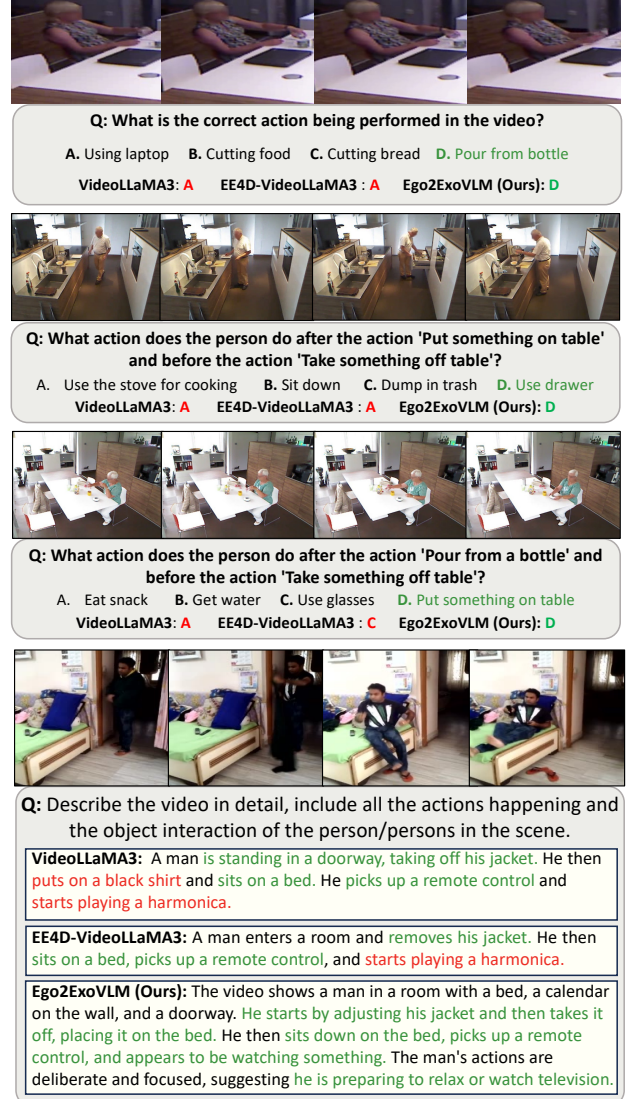 Q: What is the correct action being performed in the video?
A. Using laptop B. Cutting food C. Cutting bread D. Pour from bottle
VideoLLaMA3: A EE4D-VideoLLaMA3 : A Ego2ExoVLM (Ours): D
Q: What action does the person do after the action 'Put something on table'
and before the action 'Take something off table'?
A. Use the stove for cooking B. Sit down C. Dump in trash D. Use drawer
VideoLLaMA3: A EE4D-VideoLLaMA3 : A Ego2ExoVLM (Ours): D
Q: What action does the person do after the action 'Pour from a bottle' and
before the action 'Take something off table'?
A. Eat snack B. Get water C. Use glasses D. Put something on table
VideoLLaMA3: A EE4D-VideoLLaMA3 : C Ego2ExoVLM (Ours): D
Q: Describe the video in detail, include all the actions happening and
the object interaction of the person/persons in the scene.
VideoLLaMA3: A man is standing in a doorway, taking off his jacket. He then
puts on a black shirt and sits on a bed. He picks up a remote control and
starts playing a harmonica.
EE4D-VideoLLaMA3: A man enters a room and removes his jacket. He then
sits on a bed, picks up a remote control, and starts playing a harmonica.
Ego2ExoVLM (Ours): The video shows a man in a room with a bed, a calendar
on the wall, and a doorway. He starts by adjusting his jacket and then takes it
off, placing it on the bed. He then sits down on the bed, picks up a remote
control, and appears to be watching something. The man's actions are
deliberate and focused, suggesting he is preparing to relax or watch television.